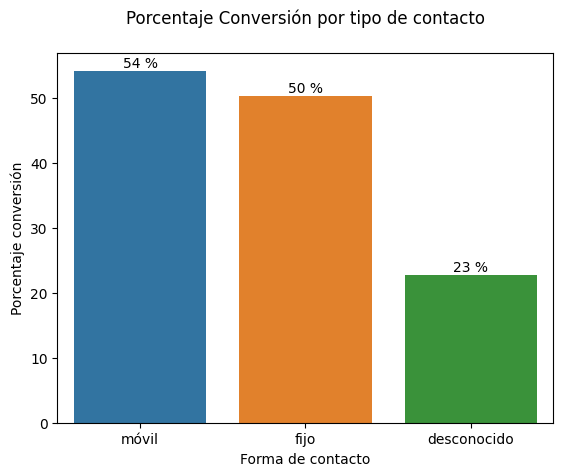 Porcentaje Conversión por tipo de contacto
54 %
50 %
23 %
Porcentaje conversión
50
40
30
20
10
0
móvil
fijo
desconocido
Forma de contacto